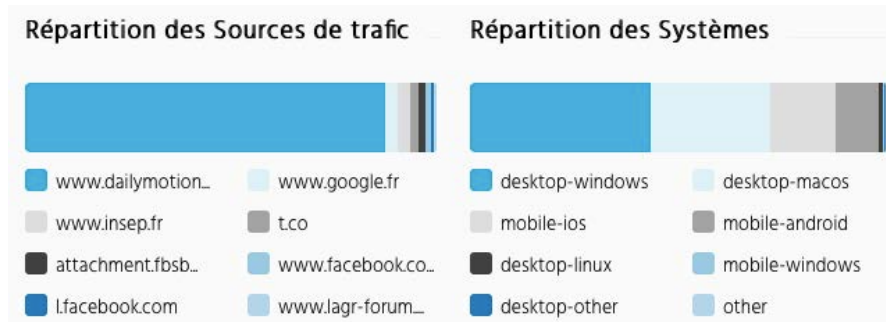 Répartition des Sources de trafic
www.dailymotion...
www.google.fr
www.insep.fr
t.co
attachment.fbsb...
www.facebook.co...
l.facebook.com
www.lagr-forum...
Répartition des Systèmes
desktop-windows
desktop-macos
mobile-ios
mobile-android
desktop-linux
mobile-windows
desktop-other
other